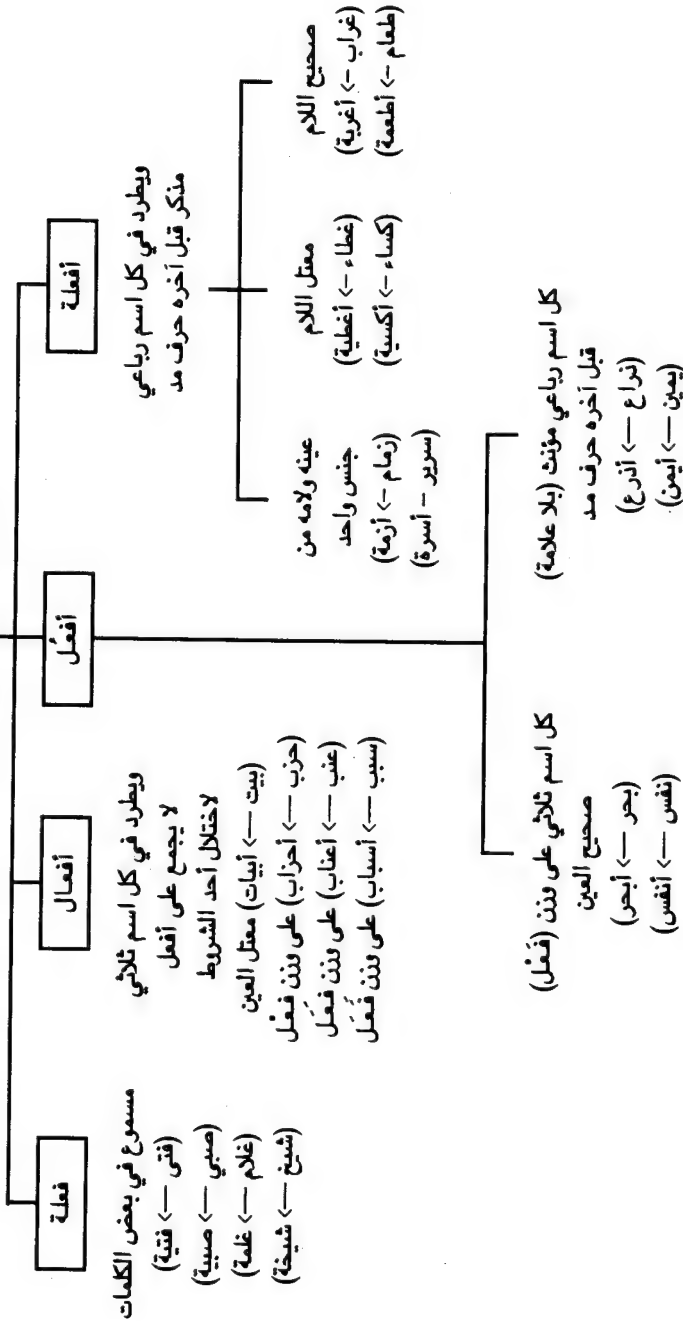 أفعلة
ويطرد في كل اسم رباعي
مذكر قبل آخره حرف مد
صحيح اللام
(غراب -> أغربة)
(طعام -> أطعمة)
معتل اللام
(غطاء -> أغطية)
(كساء -> أكسية)
عينه ولامه من
جنس واحد
(زمام -> أزمة)
(سرير - أسرة)
أفعُل
كل اسم رباعي مؤنث (بلا علامة)
قبل آخره حرف مد
(ذراع -> أذرع)
(يمين -> أيمن)
كل اسم ثلاثي على وزن (فَعْل)
صحيح العين
(بحر -> أبحر)
(نفس -> أنفس)
أفعال
ويطرد في كل اسم ثلاثي
لا يجمع على أفعل
لاختلال أحد الشروط
(بيت -> أبيات) معتل العين
(حزب -> أحزاب) على وزن فِعْل
(عنب -> أعناب) على وزن فِعَل
(سبب -> أسباب) على وزن فَعَل
فعلة
مسموع في بعض الكلمات
(فتى -> فتية)
(صبي -> صبية)
(غلام -> غلمة)
(شيخ -> شيخة)